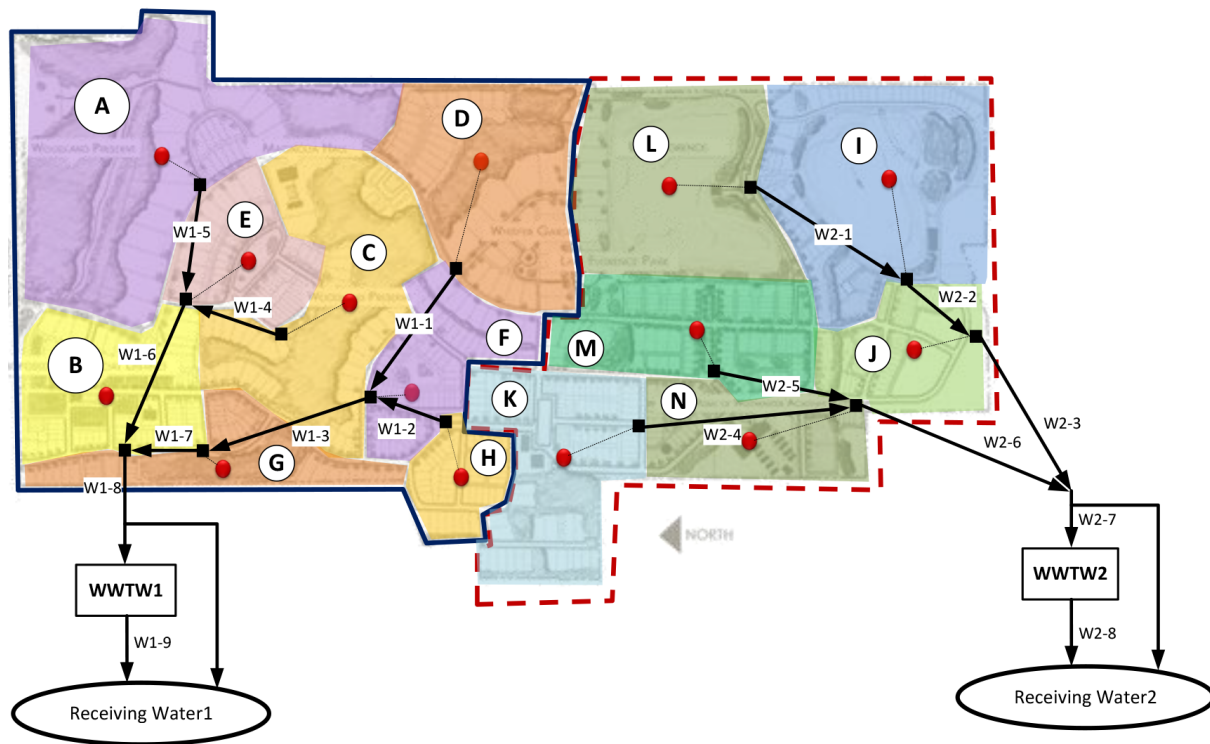 A
D
L
I
WOODLAND PRESERVE
E
C
W1-5
W2-1
W1-4
W2-2
W1-1
F
M
J
W1-6
B
K
W2-5
N
W1-7
W1-3
W1-2
W2-4
W2-6
W2-3
G
H
W1-8
NORTH
W2-7
WWTW1
WWTW2
W1-9
W2-8
Receiving Water1
Receiving Water2